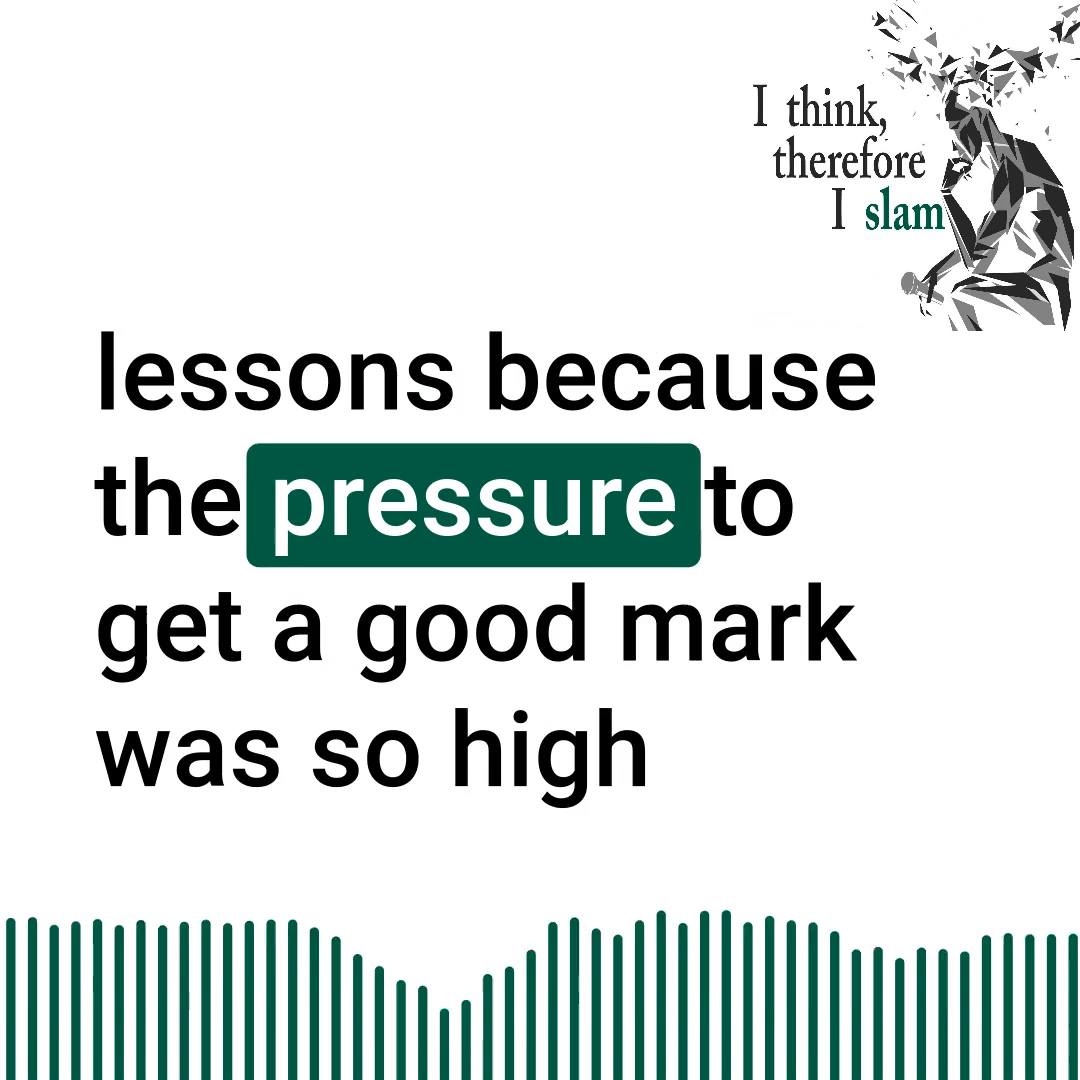 I think,
therefore
I slam
lessons because
the pressure to
get a good mark
was so high